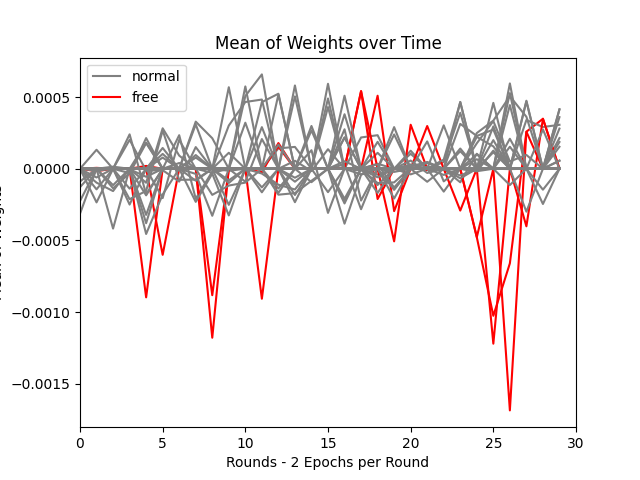 Mean of Weights over Time
normal
free
0.0005
0.0000
−0.0005
−0.0010
−0.0015
0 5 10 15 20 25 30
Rounds - 2 Epochs per Round